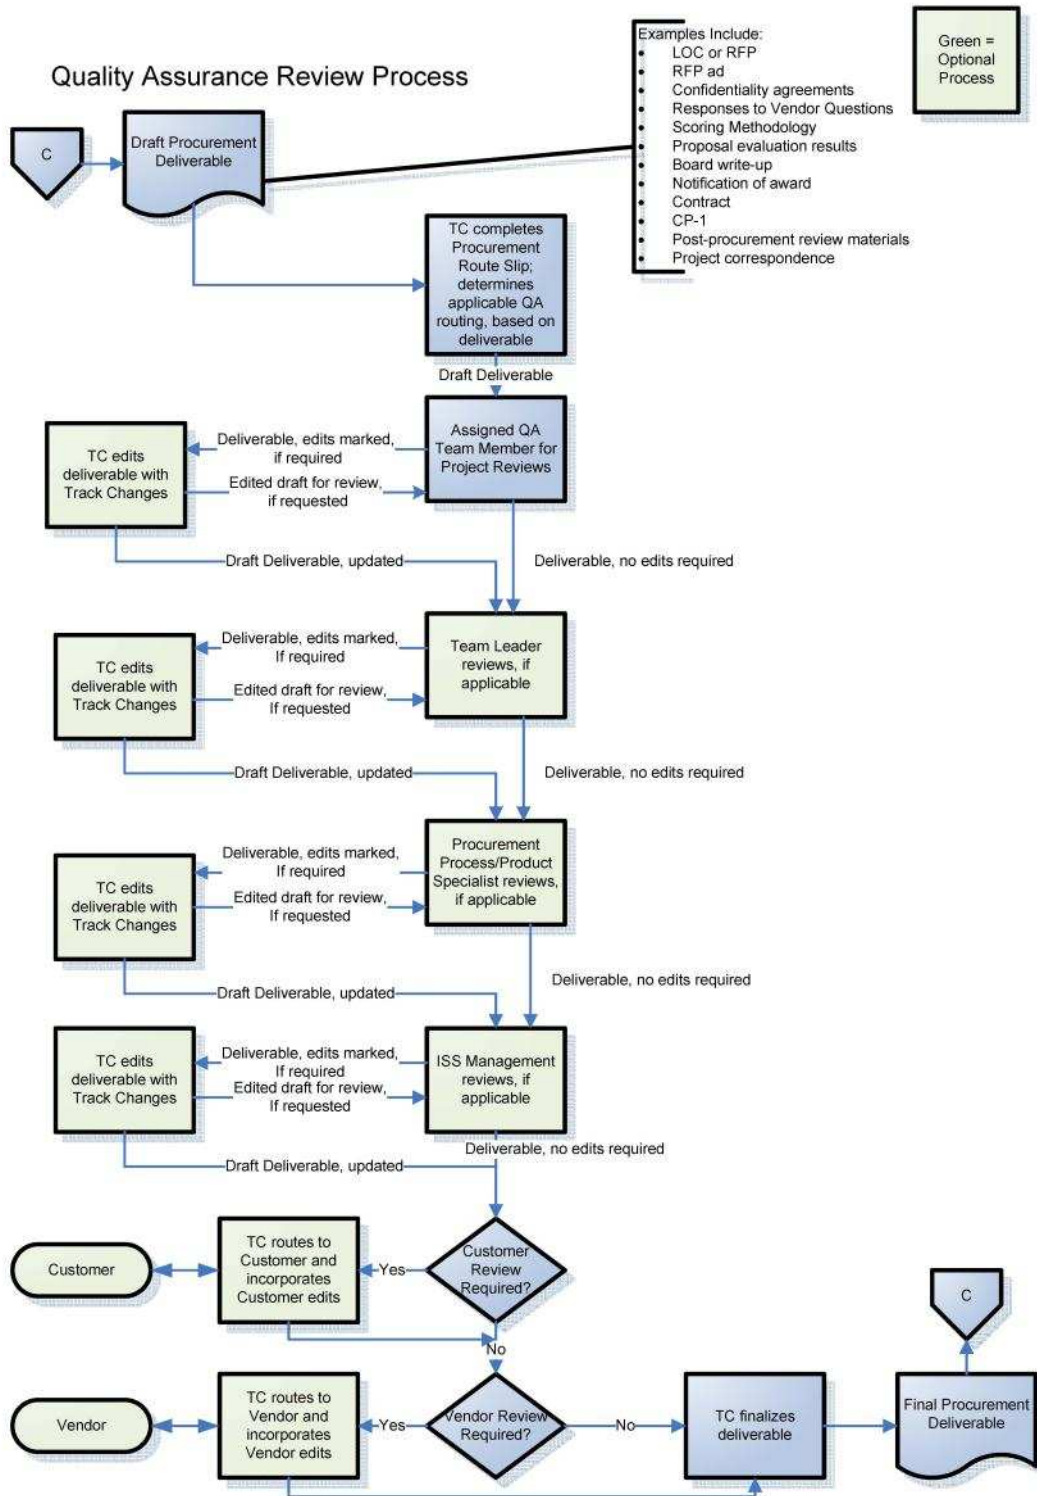 Quality Assurance Review Process
C
Draft Procurement
Deliverable
Examples Include:
• LOC or RFP
• RFP ad
• Confidentiality agreements
• Responses to Vendor Questions
• Scoring Methodology
• Proposal evaluation results
• Board write-up
• Notification of award
• Contract
• CP-1
• Post-procurement review materials
• Project correspondence
Green =
Optional
Process
TC completes
Procurement
Route Slip;
determines
applicable QA
routing, based on
deliverable
Draft Deliverable
Assigned QA
Team Member for
Project Reviews
Deliverable, edits marked,
if required
Edited draft for review,
if requested
TC edits
deliverable with
Track Changes
Draft Deliverable, updated
Deliverable, no edits required
Team Leader
reviews, if
applicable
Deliverable, edits marked,
If required
Edited draft for review,
If requested
TC edits
deliverable with
Track Changes
Draft Deliverable, updated
Deliverable, no edits required
Procurement
Process/Product
Specialist reviews,
if applicable
Deliverable, edits marked,
If required
Edited draft for review,
If requested
TC edits
deliverable with
Track Changes
Draft Deliverable, updated
Deliverable, no edits required
ISS Management
reviews, if
applicable
Deliverable, edits marked,
If required
Edited draft for review,
If requested
TC edits
deliverable with
Track Changes
Draft Deliverable, updated
Deliverable, no edits required
Customer
Review
Required?
Yes
TC routes to
Customer and
incorporates
Customer edits
Customer
No
Vendor Review
Required?
Yes
TC routes to
Vendor and
incorporates
Vendor edits
Vendor
No
TC finalizes
deliverable
Final Procurement
Deliverable
C